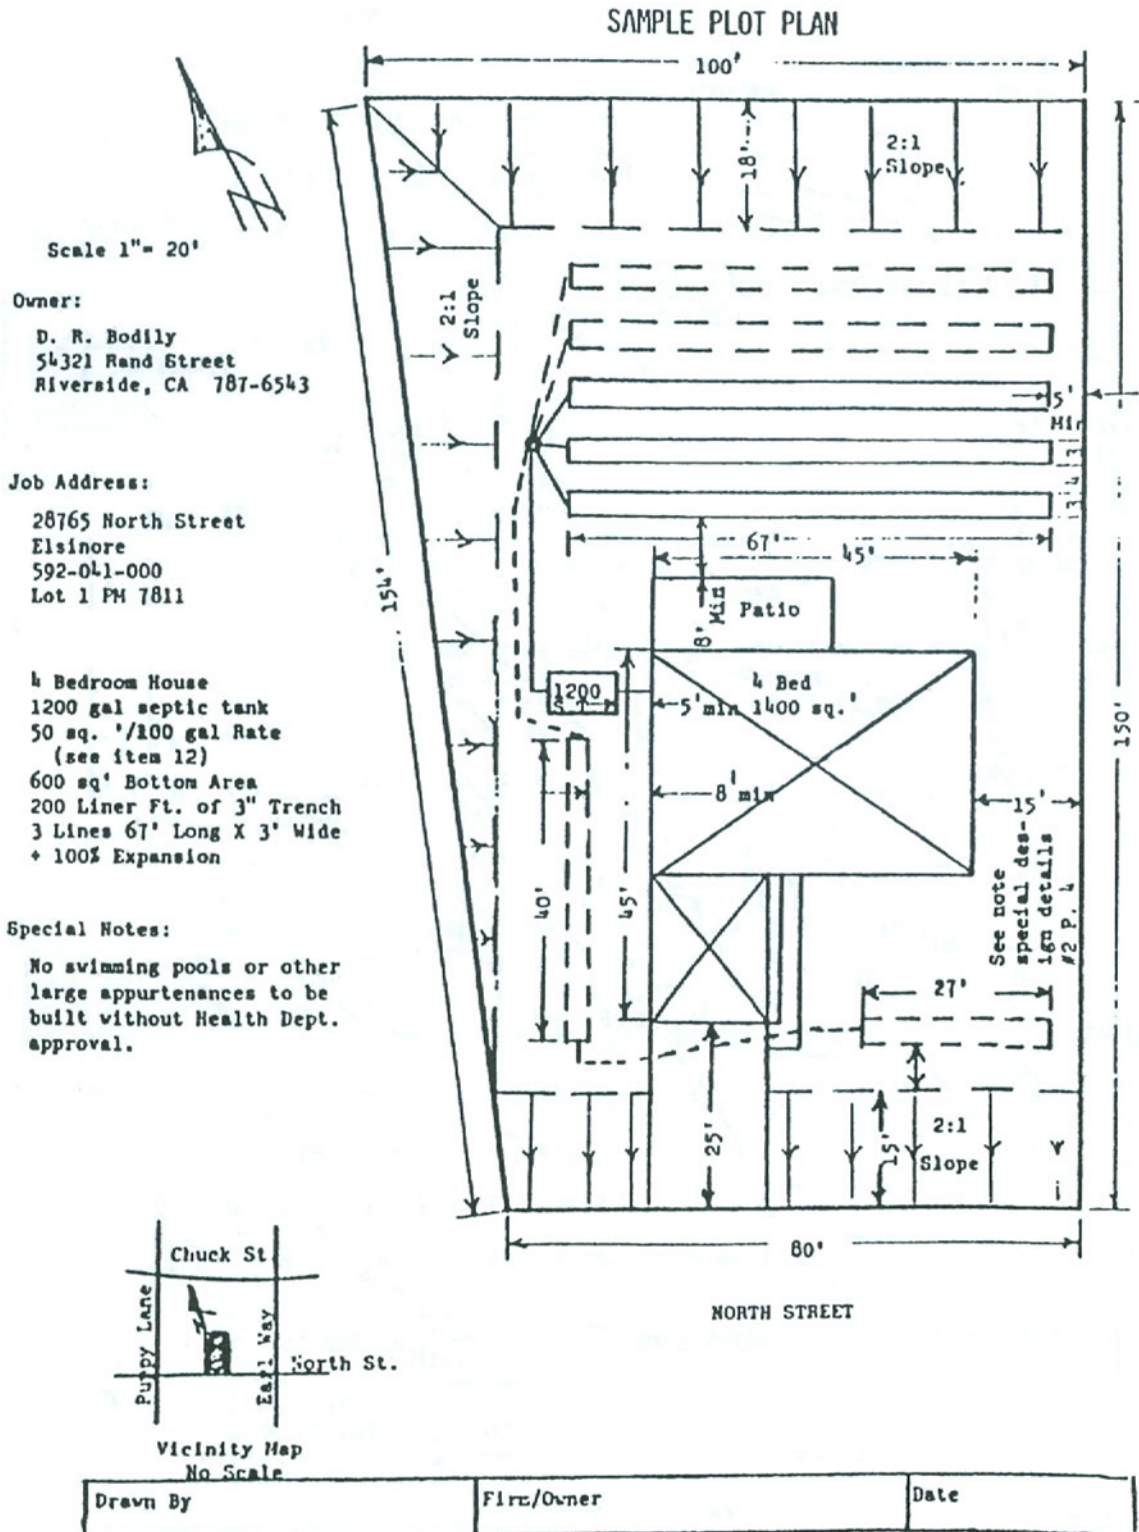 SAMPLE PLOT PLAN
100'
N
18'
2:1
Slope
Scale 1"= 20'
2:1
Slope
Owner:
D. R. Bodily
54321 Rand Street
Riverside, CA 787-6543
5'
Min
3
4
3
Job Address:
28765 North Street
Elsinore
592-041-000
Lot 1 PM 7811
67'
45'
154'
8' Min
Patio
150'
4 Bedroom House
1200 gal septic tank
50 sq. '/100 gal Rate
(see item 12)
600 sq' Bottom Area
200 Liner Ft. of 3" Trench
3 Lines 67' Long X 3' Wide
+ 100% Expansion
1200
4 Bed
5'min 1400 sq.'
8' min
15'
40'
45'
See note
special des-
ign details
#2 P. 4
Special Notes:
No swimming pools or other
large appurtenances to be
built without Health Dept.
approval.
27'
25'
15'
2:1
Slope
80'
NORTH STREET
Chuck St
Puppy Lane
Earl Way
North St.
Vicinity Map
No Scale
Drawn By
Firm/Owner
Date